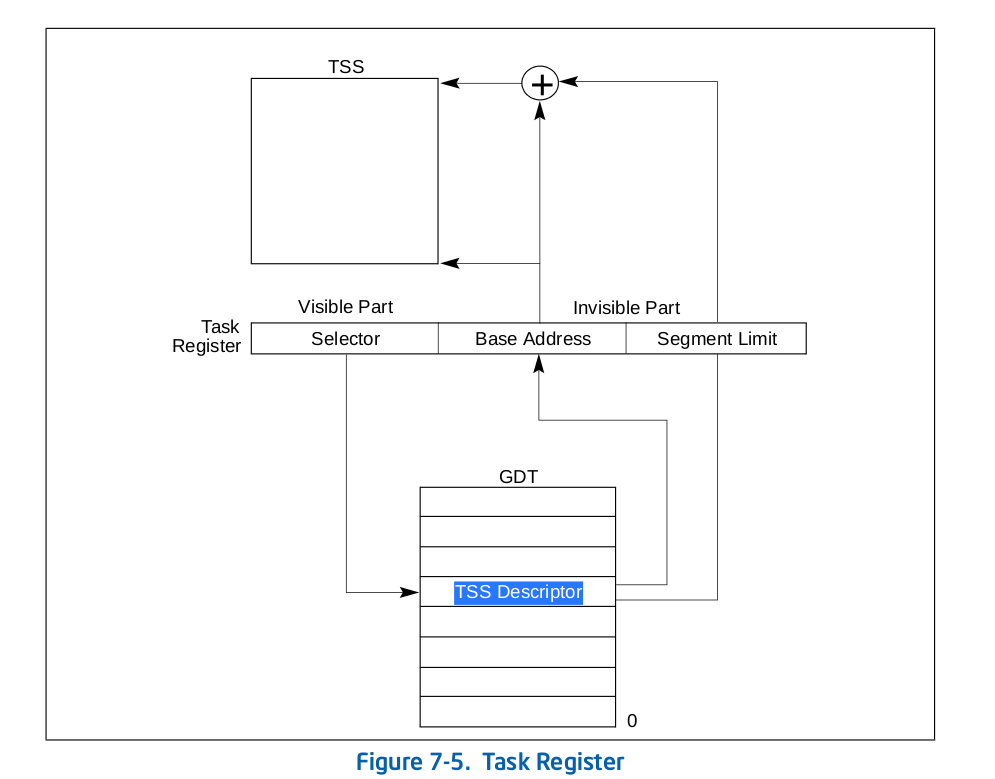 TSS
+
Visible Part
Invisible Part
Task
Register
Selector
Base Address
Segment Limit
GDT
TSS Descriptor
0
Figure 7-5. Task Register